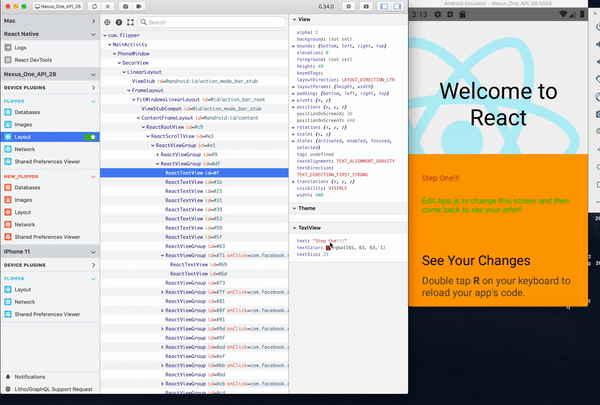 Nexus_One_API_28
0.34.0
Android Emulator - Nexus_One_API_28:5554
Mac
React Native
Logs
React DevTools
Nexus_One_API_28
DEVICE PLUGINS
FLIPPER
Databases
Images
Layout
Network
Shared Preferences Viewer
NEW_FLIPPER
Databases
Images
Layout
Network
Shared Preferences Viewer
iPhone 11
DEVICE PLUGINS
FLIPPER
Layout
Network
Shared Preferences Viewer
Notifications
Litho/GraphQL Support Request
Search
com.flipper
MainActivity
PhoneWindow
DecorView
LinearLayout
ViewStub id=@android:id/action_mode_bar_stub
FrameLayout
FitWindowsLinearLayout id=@id/action_bar_root
ViewStubCompat id=@id/action_mode_bar_stub
ContentFrameLayout id=@android:id/content
ReactRootView id=#c9
ReactScrollView id=#e3
ReactViewGroup id=#e1
ReactViewGroup id=#9
ReactViewGroup id=#df
ReactTextView id=#f
ReactTextView id=#1b
ReactTextView id=#23
ReactTextView id=#31
ReactTextView id=#39
ReactTextView id=#53
ReactTextView id=#59
ReactTextView id=#5f
ReactViewGroup id=#63
ReactViewGroup id=#71 onClick=com.facebook.
ReactTextView id=#69
ReactTextView id=#6d
ReactViewGroup id=#73
ReactViewGroup id=#7f onClick=com.facebook.
ReactViewGroup id=#81
ReactViewGroup id=#8f onClick=com.facebook.
ReactViewGroup id=#91
ReactViewGroup id=#9d onClick=com.facebook.
ReactViewGroup id=#9f
ReactViewGroup id=#ad onClick=com.facebook.
ReactViewGroup id=#af
ReactViewGroup id=#bb onClick=com.facebook.
ReactViewGroup id=#bd
ReactViewGroup id=#cb onClick=com.facebook.
ReactViewGroup id=#cd
View
alpha: 1
background: (not set)
bounds: {bottom, left, right, top}
elevation: 0
foreground: (not set)
height: 49
keyedTags:
layoutDirection: LAYOUT_DIRECTION_LTR
layoutParams: {height, width}
padding: {bottom, left, right, top}
pivot: {x, y}
position: {x, y, z}
positionOnScreenX: 36
positionOnScreenY: 448
rotation: {x, y, z}
scale: {x, y}
state: {activated, enabled, focused,
selected}
tags undefined
textAlignment: TEXT_ALIGNMENT_GRAVITY
textDirection:
TEXT_DIRECTION_FIRST_STRONG
translation: {x, y, z}
visibility: VISIBLE
width: 408
Theme
TextView
text: "Step One!!!"
textColor: rgba(165, 63, 63, 1)
textSize: 21
3:13
Welcome to
React
Step One!!!
Edit App.js to change this screen and then
come back to see your
See Your Changes
Double tap R on your keyboard to
reload your app's code.